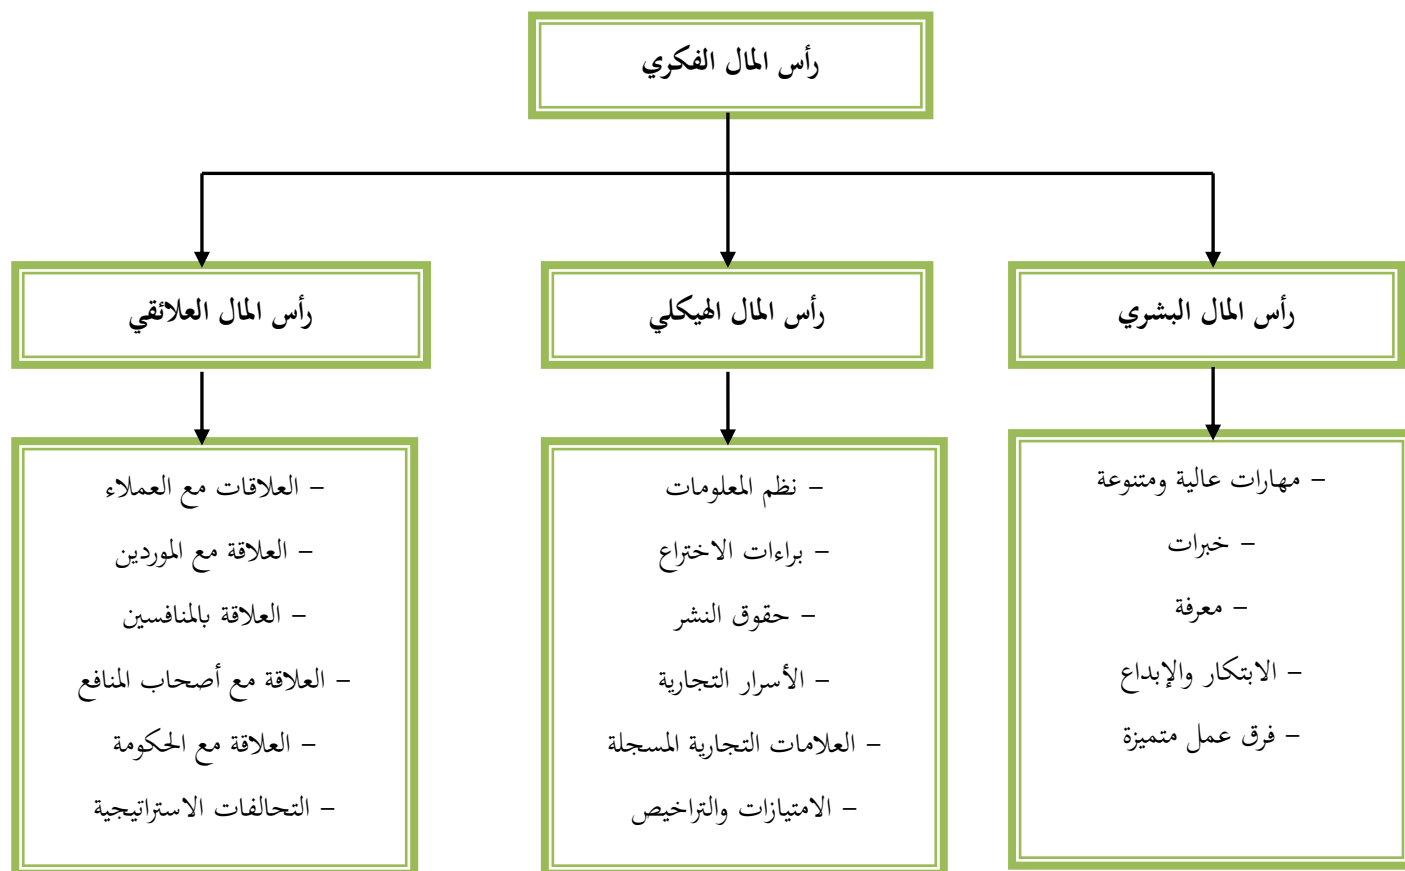 رأس المال الفكري
رأس المال البشري
رأس المال الهيكلي
رأس المال العلائقي
– مهارات عالية ومتنوعة
– خبرات
– معرفة
– الابتكار والإبداع
– فرق عمل متميزة
– نظم المعلومات
– براءات الاختراع
– حقوق النشر
– الأسرار التجارية
– العلامات التجارية المسجلة
– الامتيازات والتراخيص
– العلاقات مع العملاء
– العلاقة مع الموردين
– العلاقة بالمنافسين
– العلاقة مع أصحاب المنافع
– العلاقة مع الحكومة
– التحالفات الاستراتيجية